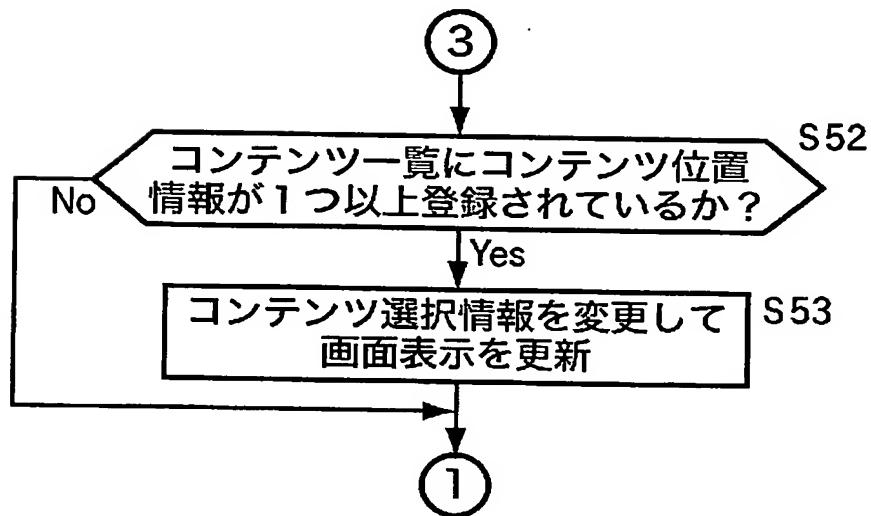 3
S52
コンテンツ一覧にコンテンツ位置
情報が1つ以上登録されているか？
No
Yes
コンテンツ選択情報を変更して
画面表示を更新
S53
1